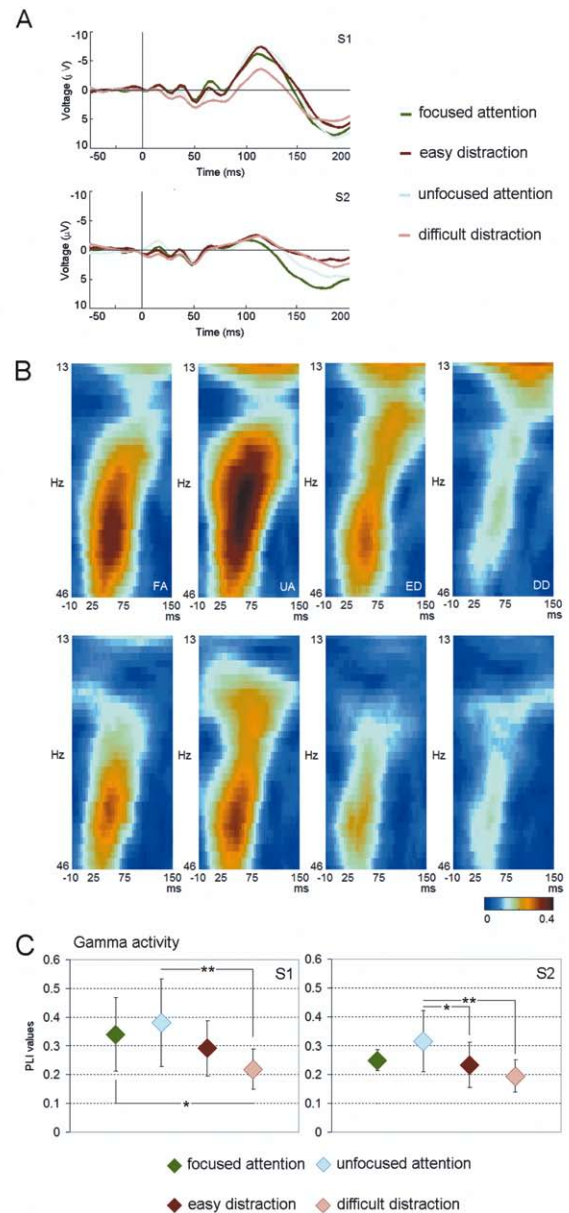 A
S1
-10
-5
0
5
10
Voltage (µV)
-50 0 50 100 150 200
Time (ms)
focused attention
easy distraction
unfocused attention
difficult distraction
S2
-10
-5
0
5
10
Voltage (µV)
-50 0 50 100 150 200
Time (ms)
B
13 13 13 13
Hz Hz Hz Hz
FA UA ED DD
46 46 46 46
-10 25 75 150 -10 25 75 150 -10 25 75 150 -10 25 75 150
ms ms ms ms
13 13 13 13
Hz Hz Hz Hz
46 46 46 46
-10 25 75 150 -10 25 75 150 -10 25 75 150 -10 25 75 150
ms ms ms ms
0 0.4
C Gamma activity
0.6 S1 0.6 S2
0.5 ** 0.5 **
0.4 0.4 *
0.3 0.3
0.2 0.2
0.1 * 0.1
0 0
PLI values
focused attention unfocused attention
easy distraction difficult distraction